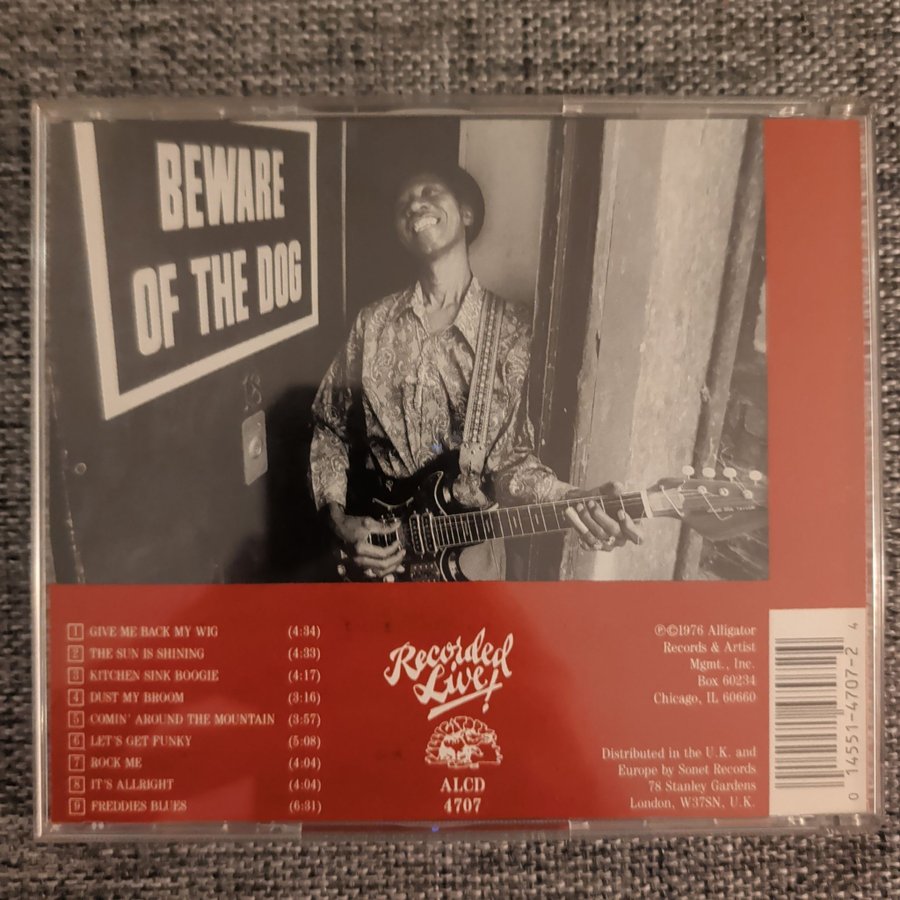 BEWARE
OF THE DOG
1 GIVE ME BACK MY WIG (4:34)
2 THE SUN IS SHINING (4:33)
3 KITCHEN SINK BOOGIE (4:17)
4 DUST MY BROOM (3:16)
5 COMIN' AROUND THE MOUNTAIN (3:57)
6 LET'S GET FUNKY (5:08)
7 ROCK ME (4:04)
8 IT'S ALLRIGHT (4:04)
9 FREDDIES BLUES (6:31)
Recorded
Live!
ALCD
4707
℗©1976 Alligator
Records & Artist
Mgmt., Inc.
Box 60234
Chicago, IL 60660
Distributed in the U.K. and
Europe by Sonet Records
78 Stanley Gardens
London, W37SN, U.K.
0 14551-4707-2 4